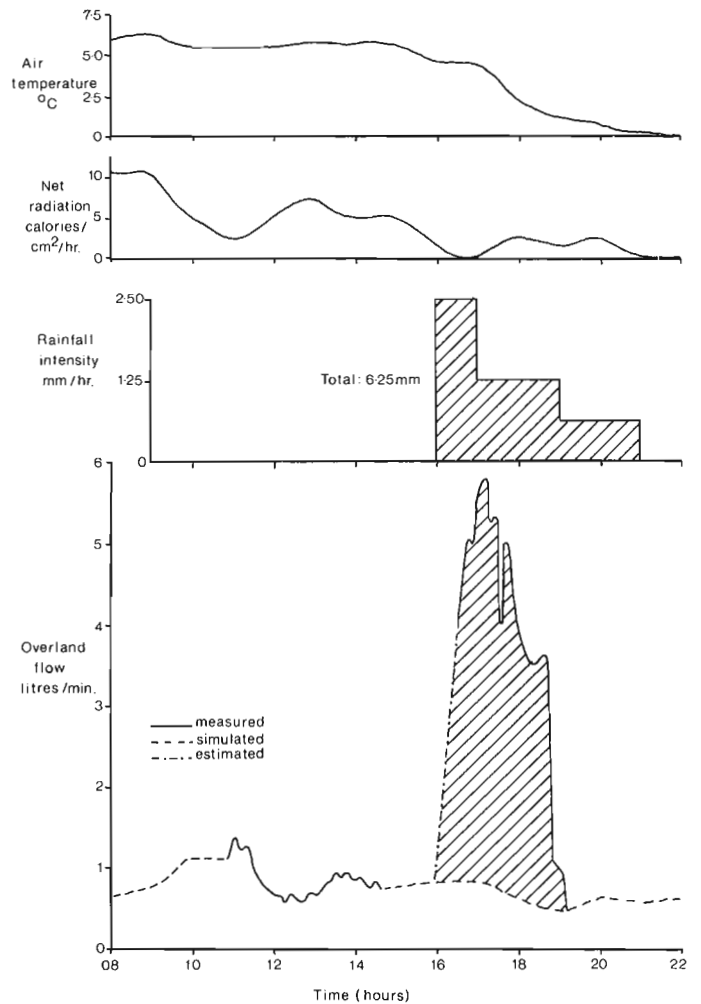 7·5
5·0
2·5
0
Air
temperature
°C
10
5
0
Net
radiation
calories/
cm²/hr.
2·50
1·25
0
Rainfall
intensity
mm/hr.
Total: 6·25mm
6
5
4
3
2
1
0
Overland
flow
litres/min.
measured
simulated
estimated
08 10 12 14 16 18 20 22
Time (hours)